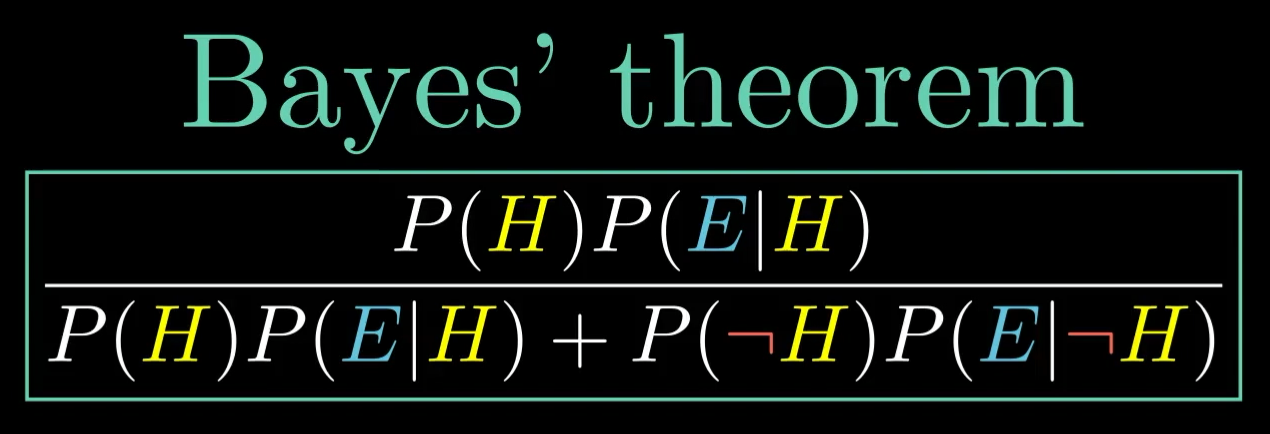 Bayes’ theorem
P(H)P(E|H)
P(H)P(E|H) + P(¬H)P(E|¬H)